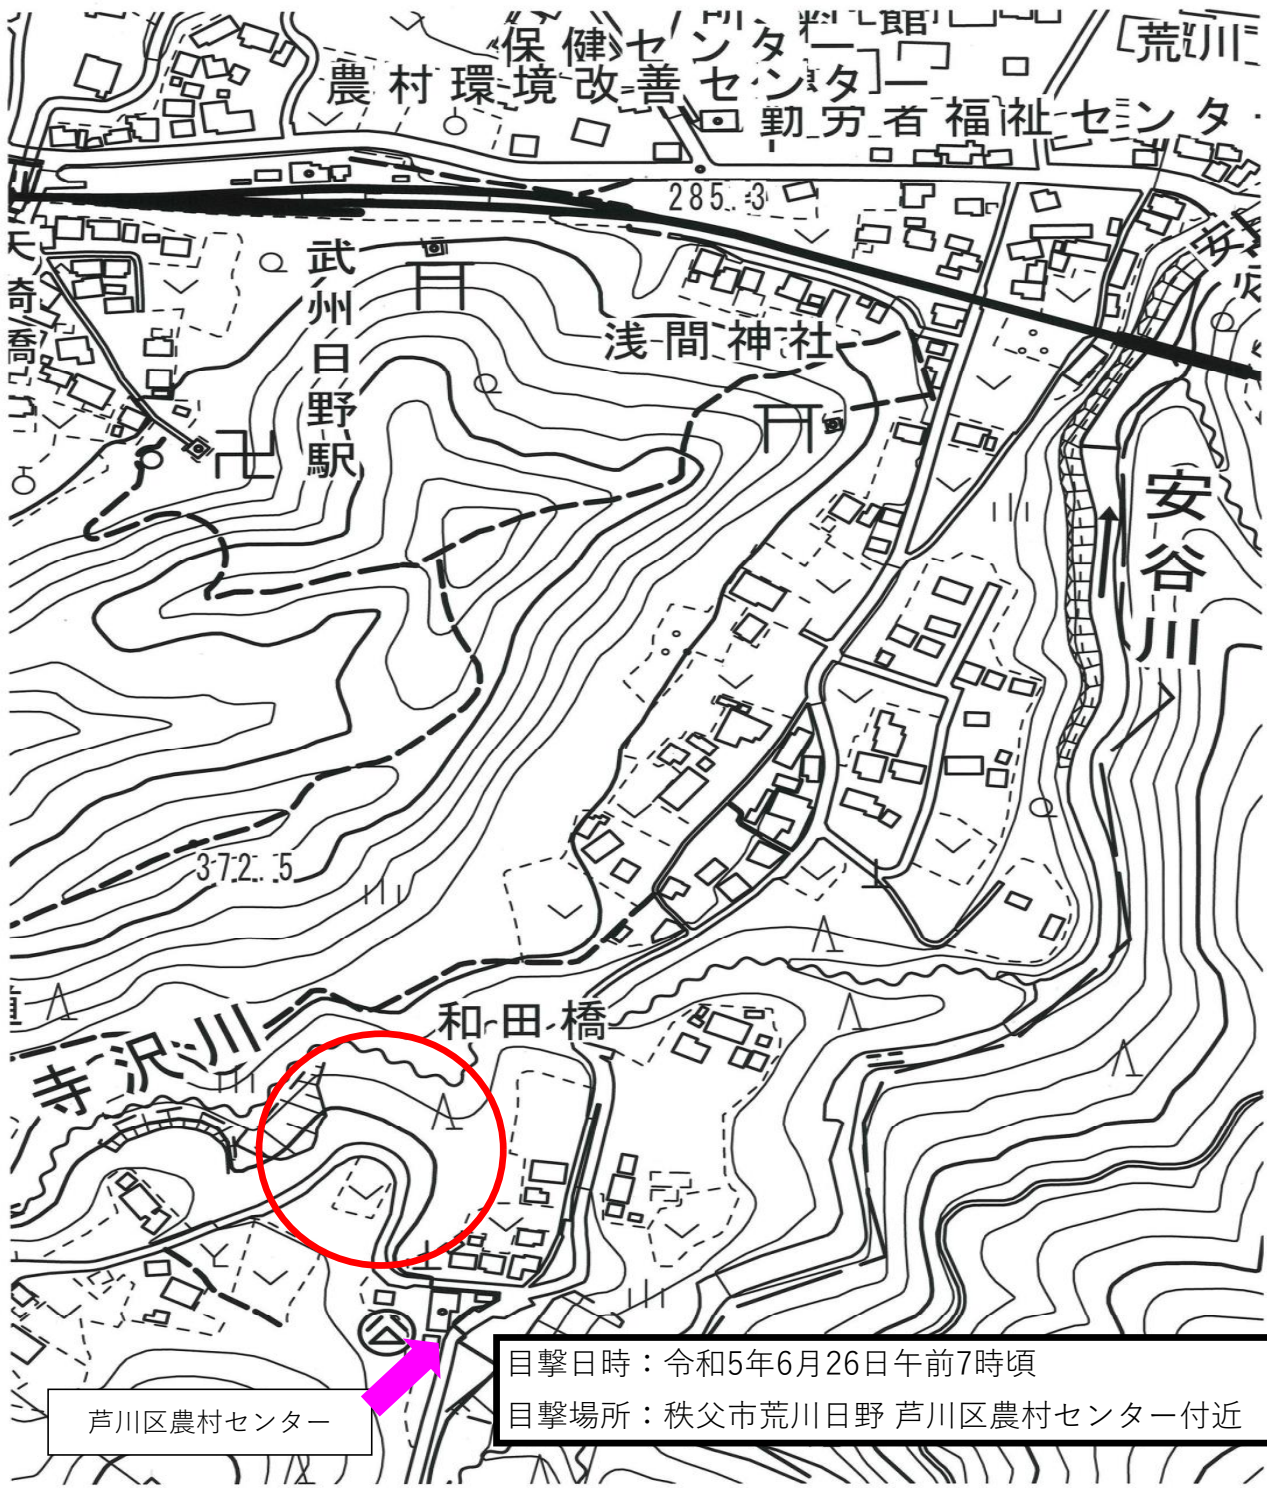 保健センター
荒川
農村環境改善センター
勤労者福祉センタ
285.3
武州日野駅
浅間神社
安谷川
372.5
和田橋
寺沢川
芦川区農村センター
目撃日時：令和5年6月26日午前7時頃
目撃場所：秩父市荒川日野 芦川区農村センター付近